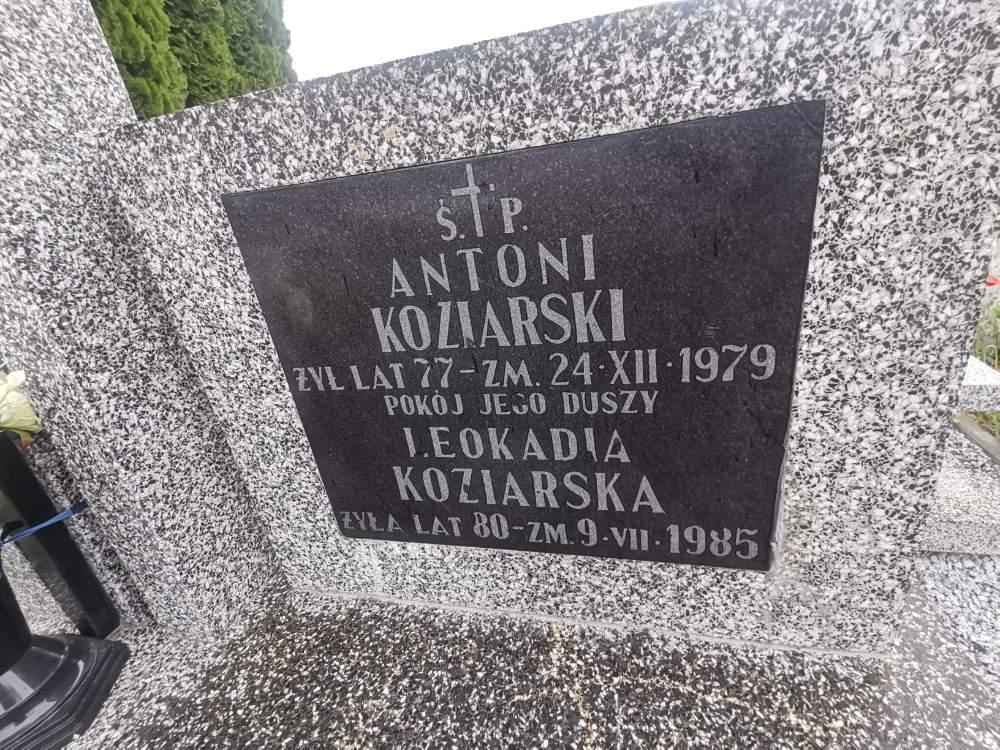 Ś. † P.
ANTONI
KOZIARSKI
ŻYŁ LAT 77 – ZM. 24 · XII · 1979
POKÓJ JEGO DUSZY
LEOKADIA
KOZIARSKA
ŻYŁA LAT 80 – ZM. 9 · VII · 1985